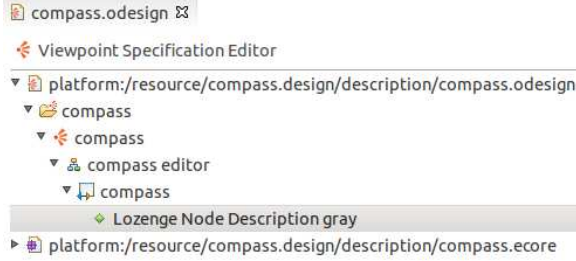 compass.odesign
Viewpoint Specification Editor
platform:/resource/compass.design/description/compass.odesign
compass
compass
compass editor
compass
Lozenge Node Description gray
platform:/resource/compass.design/description/compass.ecore